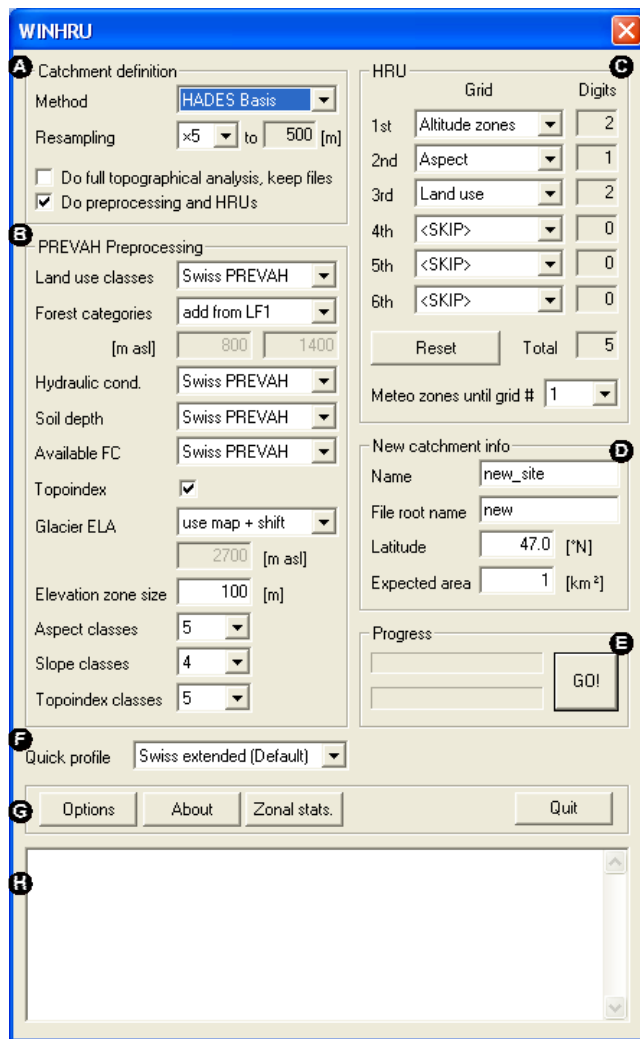 WINHRU
A Catchment definition
Method HADES Basis
Resampling ×5 to 500 [m]
Do full topographical analysis, keep files
Do preprocessing and HRUs
B
PREVAH Preprocessing
Land use classes Swiss PREVAH
Forest categories add from LF1
[m asl] 800 1400
Hydraulic cond. Swiss PREVAH
Soil depth Swiss PREVAH
Available FC Swiss PREVAH
Topoindex
Glacier ELA use map + shift
2700 [m asl]
Elevation zone size 100 [m]
Aspect classes 5
Slope classes 4
Topoindex classes 5
HRU C
Grid Digits
1st Altitude zones 2
2nd Aspect 1
3rd Land use 2
4th <SKIP> 0
5th <SKIP> 0
6th <SKIP> 0
Reset Total 5
Meteo zones until grid # 1
New catchment info D
Name new_site
File root name new
Latitude 47.0 [°N]
Expected area 1 [km²]
Progress E
GO!
F
Quick profile Swiss extended (Default)
G Options About Zonal stats. Quit
H